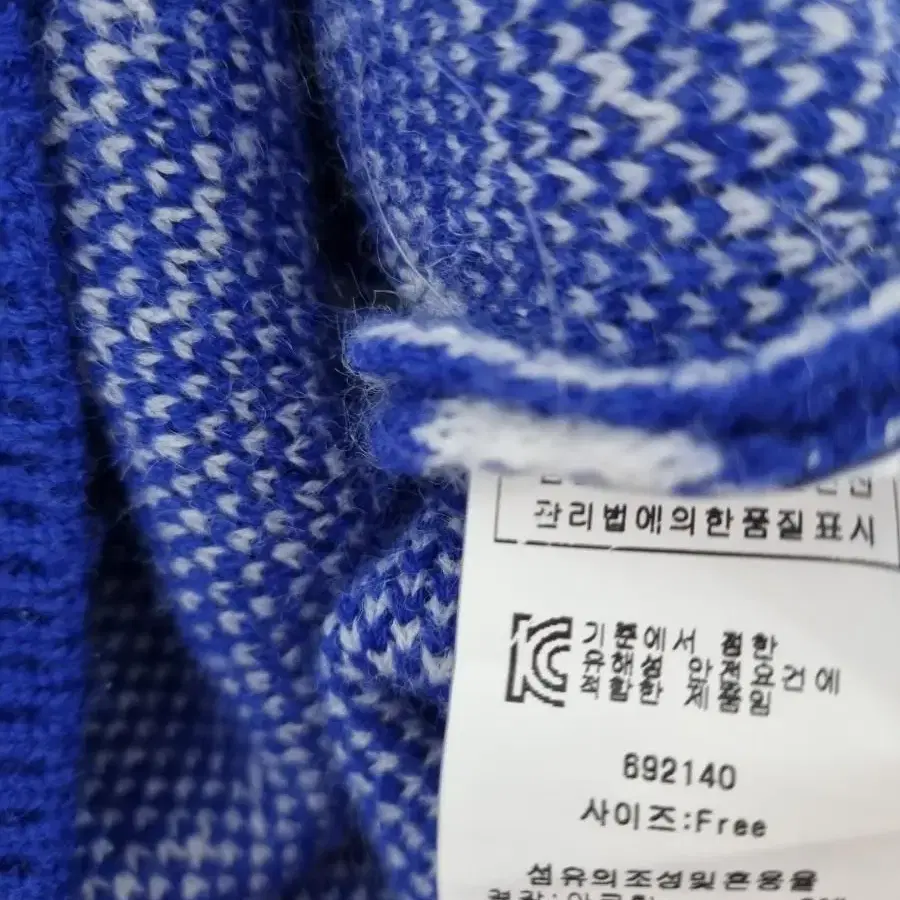 관리법에의한품질표시
KC
기준에서 정한
유해성 안전요건에
적합한 제품임
692140
사이즈:Free
섬유의조성및혼용율